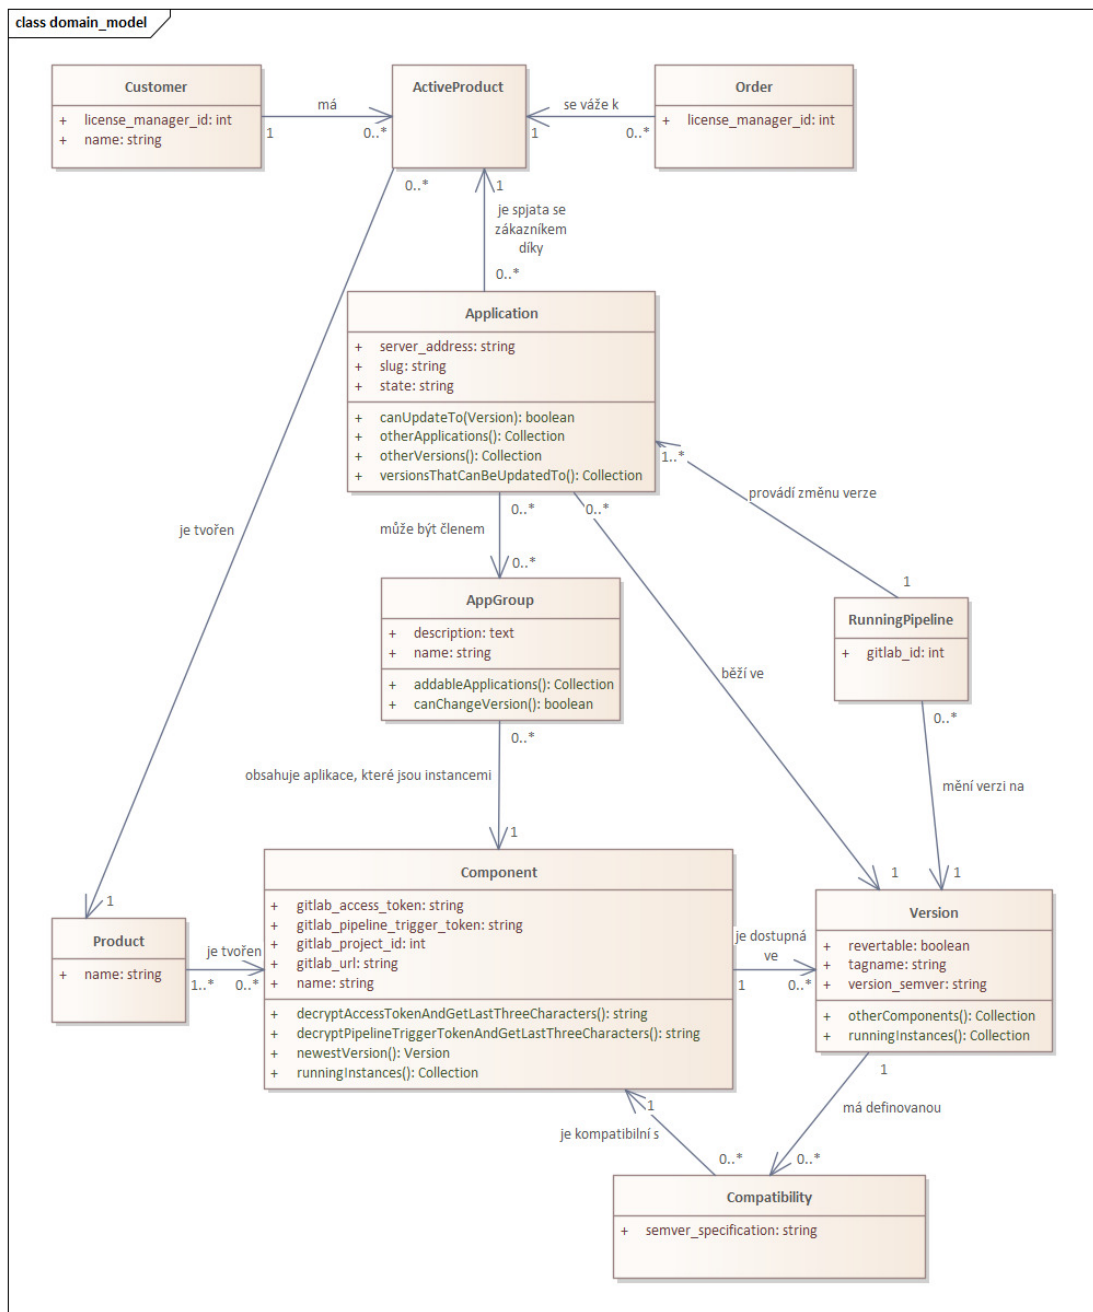 class domain_model
Customer
+ license_manager_id: int
+ name: string
má
1
0..*
ActiveProduct
se váže k
1
0..*
Order
+ license_manager_id: int
0..*
1
je spjata se
zákazníkem
díky
0..*
Application
+ server_address: string
+ slug: string
+ state: string
+ canUpdateTo(Version): boolean
+ otherApplications(): Collection
+ otherVersions(): Collection
+ versionsThatCanBeUpdatedTo(): Collection
1..*
provádí změnu verze
1
0..*
0..*
může být členem
je tvořen
0..*
AppGroup
+ description: text
+ name: string
+ addableApplications(): Collection
+ canChangeVersion(): boolean
RunningPipeline
+ gitlab_id: int
běží ve
0..*
0..*
obsahuje aplikace, které jsou instancemi
mění verzi na
1
1
1
1
Component
+ gitlab_access_token: string
+ gitlab_pipeline_trigger_token: string
+ gitlab_project_id: int
+ gitlab_url: string
+ name: string
+ decryptAccessTokenAndGetLastThreeCharacters(): string
+ decryptPipelineTriggerTokenAndGetLastThreeCharacters(): string
+ newestVersion(): Version
+ runningInstances(): Collection
Product
+ name: string
je tvořen
1..*
0..*
je dostupná
ve
1
0..*
Version
+ revertable: boolean
+ tagname: string
+ version_semver: string
+ otherComponents(): Collection
+ runningInstances(): Collection
1
má definovanou
1
je kompatibilní s
0..*
0..*
Compatibility
+ semver_specification: string